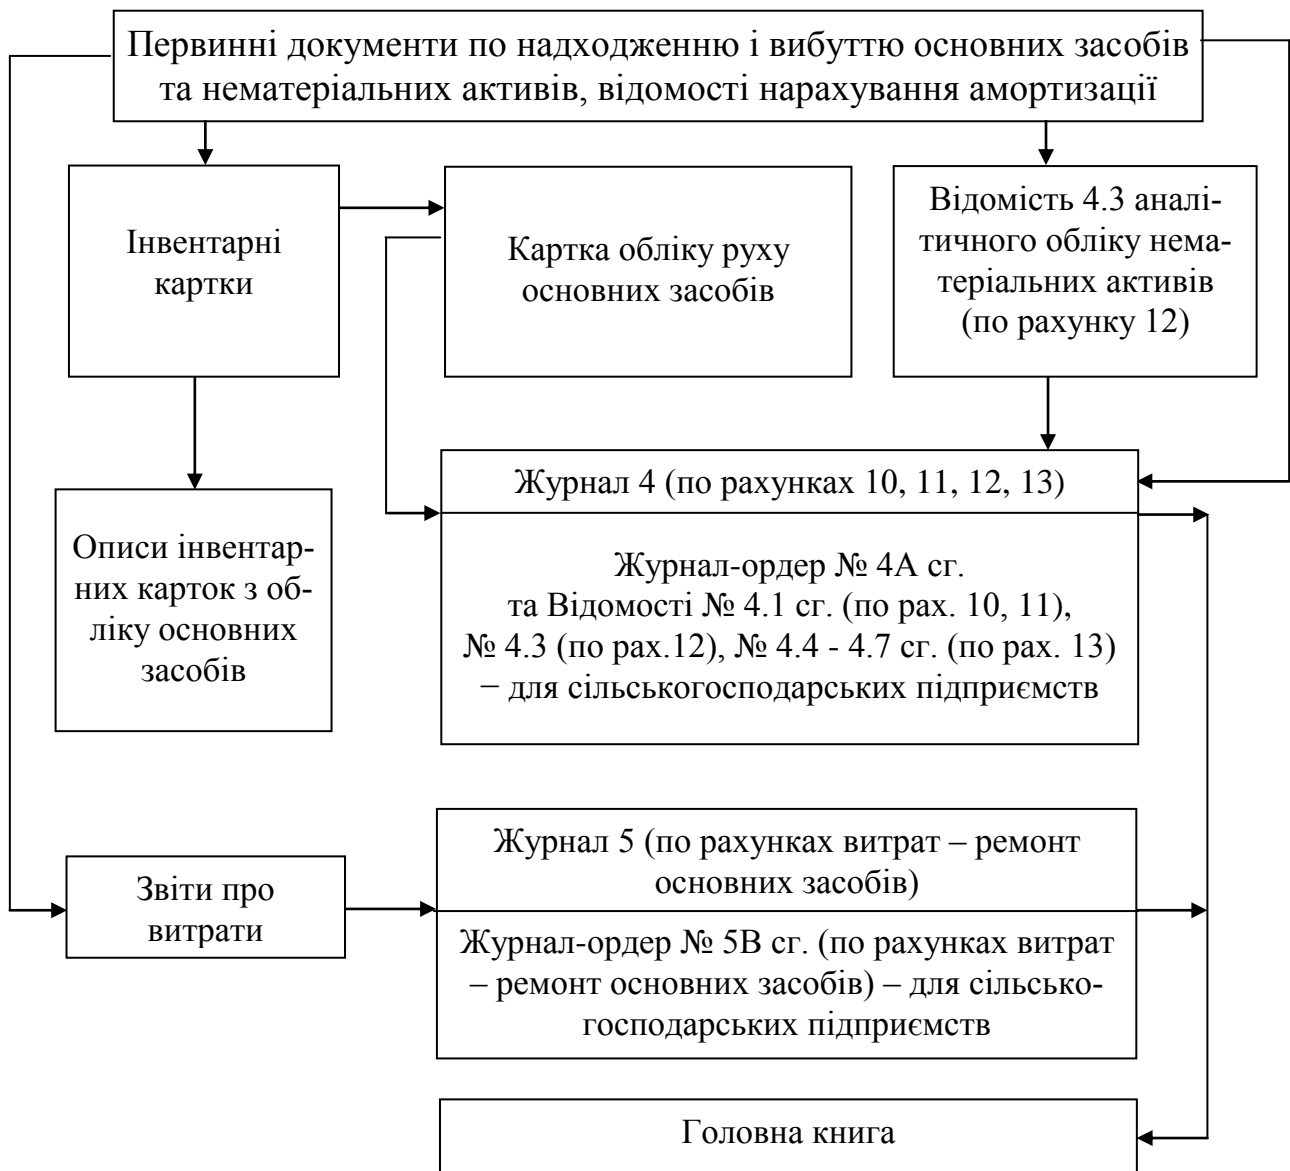 Первинні документи по надходженню і вибуттю основних засобів
та нематеріальних активів, відомості нарахування амортизації
Інвентарні
картки
Картка обліку руху
основних засобів
Відомість 4.3 аналі-
тичного обліку нема-
теріальних активів
(по рахунку 12)
Журнал 4 (по рахунках 10, 11, 12, 13)
Описи інвентар-
них карток з об-
ліку основних
засобів
Журнал-ордер № 4А сг.
та Відомості № 4.1 сг. (по рах. 10, 11),
№ 4.3 (по рах.12), № 4.4 - 4.7 сг. (по рах. 13)
− для сільськогосподарських підприємств
Журнал 5 (по рахунках витрат – ремонт
основних засобів)
Звіти про
витрати
Журнал-ордер № 5В сг. (по рахунках витрат
– ремонт основних засобів) – для сільсько-
господарських підприємств
Головна книга